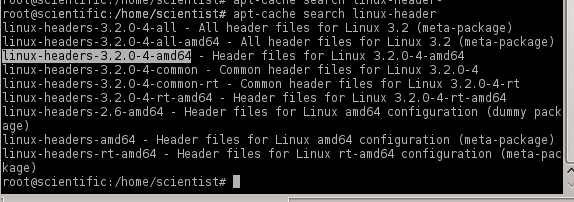 root@scientific:/home/scientist# apt-cache search linux-header-
root@scientific:/home/scientist# apt-cache search linux-header
linux-headers-3.2.0-4-all - All header files for Linux 3.2 (meta-package)
linux-headers-3.2.0-4-all-amd64 - All header files for Linux 3.2 (meta-package)
linux-headers-3.2.0-4-amd64 - Header files for Linux 3.2.0-4-amd64
linux-headers-3.2.0-4-common - Common header files for Linux 3.2.0-4
linux-headers-3.2.0-4-common-rt - Common header files for Linux 3.2.0-4-rt
linux-headers-3.2.0-4-rt-amd64 - Header files for Linux 3.2.0-4-rt-amd64
linux-headers-2.6-amd64 - Header files for Linux amd64 configuration (dummy pack
age)
linux-headers-amd64 - Header files for Linux amd64 configuration (meta-package)
linux-headers-rt-amd64 - Header files for Linux rt-amd64 configuration (meta-pac
kage)
root@scientific:/home/scientist#